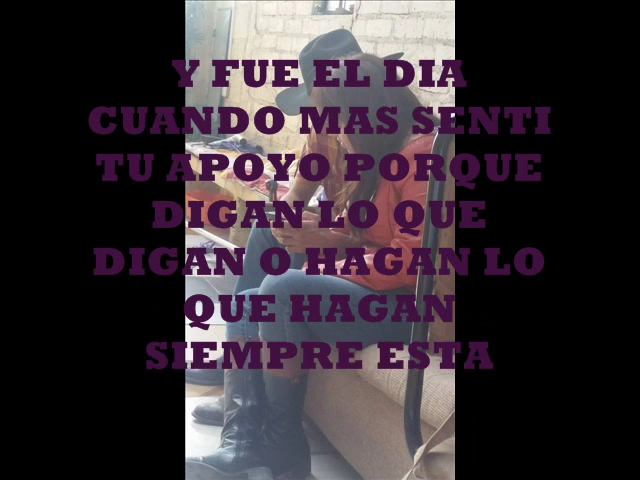 Y FUE EL DIA
CUANDO MAS SENTI
TU APOYO PORQUE
DIGAN LO QUE
DIGAN O HAGAN LO
QUE HAGAN
SIEMPRE ESTA